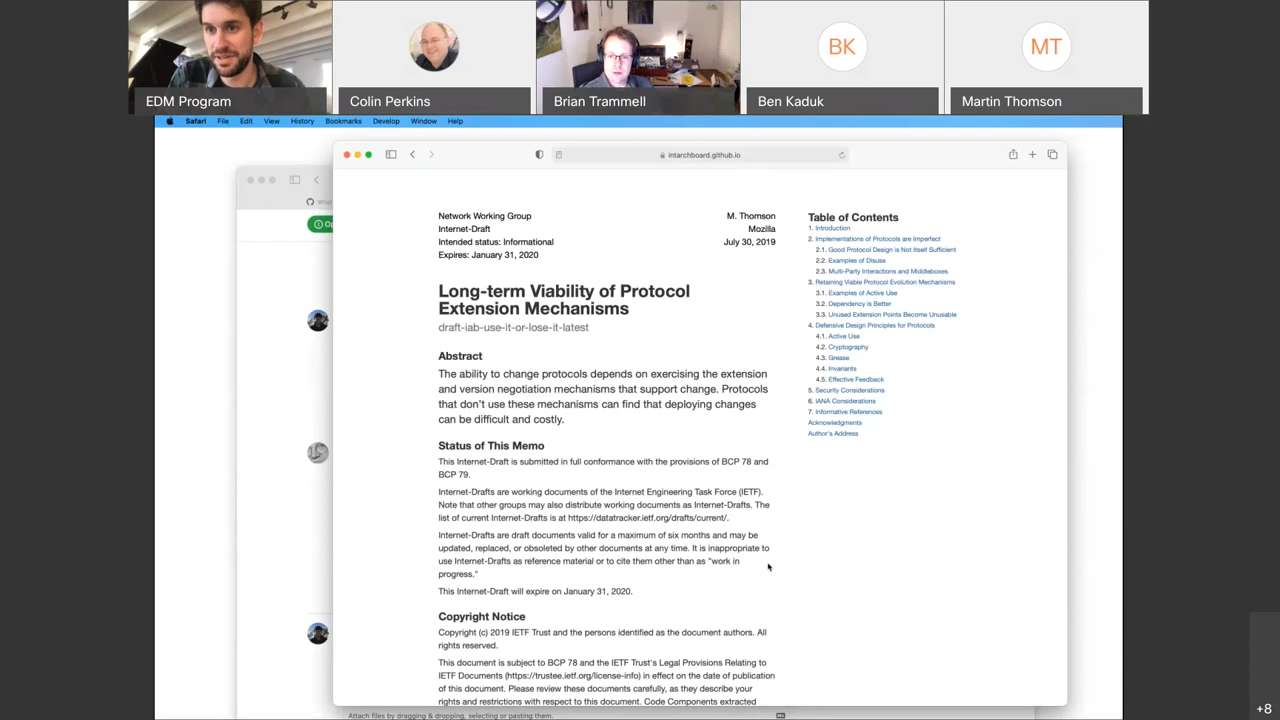 BK
MT
EDM Program
Colin Perkins
Brian Trammell
Ben Kaduk
Martin Thomson
Safari File Edit View History Bookmarks Develop Window Help
intarchboard.github.io
What
Op
Network Working Group
Internet-Draft
Intended status: Informational
Expires: January 31, 2020
M. Thomson
Mozilla
July 30, 2019
Long-term Viability of Protocol
Extension Mechanisms
draft-iab-use-it-or-lose-it-latest
Abstract
The ability to change protocols depends on exercising the extension
and version negotiation mechanisms that support change. Protocols
that don't use these mechanisms can find that deploying changes
can be difficult and costly.
Status of This Memo
This Internet-Draft is submitted in full conformance with the provisions of BCP 78 and
BCP 79.
Internet-Drafts are working documents of the Internet Engineering Task Force (IETF).
Note that other groups may also distribute working documents as Internet-Drafts. The
list of current Internet-Drafts is at https://datatracker.ietf.org/drafts/current/.
Internet-Drafts are draft documents valid for a maximum of six months and may be
updated, replaced, or obsoleted by other documents at any time. It is inappropriate to
use Internet-Drafts as reference material or to cite them other than as "work in
progress."
This Internet-Draft will expire on January 31, 2020.
Copyright Notice
Copyright (c) 2019 IETF Trust and the persons identified as the document authors. All
rights reserved.
This document is subject to BCP 78 and the IETF Trust's Legal Provisions Relating to
IETF Documents (https://trustee.ietf.org/license-info) in effect on the date of publication
of this document. Please review these documents carefully, as they describe your
rights and restrictions with respect to this document. Code Components extracted
Table of Contents
1. Introduction
2. Implementations of Protocols are Imperfect
2.1. Good Protocol Design is Not Itself Sufficient
2.2. Examples of Disuse
2.3. Multi-Party Interactions and Middleboxes
3. Retaining Viable Protocol Evolution Mechanisms
3.1. Examples of Active Use
3.2. Dependency is Better
3.3. Unused Extension Points Become Unusable
4. Defensive Design Principles for Protocols
4.1. Active Use
4.2. Cryptography
4.3. Grease
4.4. Invariants
4.5. Effective Feedback
5. Security Considerations
6. IANA Considerations
7. Informative References
Acknowledgments
Author's Address
Attach files by dragging & dropping, selecting or pasting them.
+8